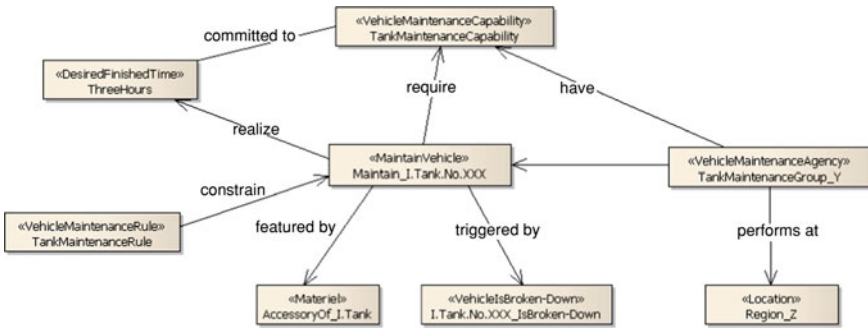 «VehicleMaintenanceCapability»
TankMaintenanceCapability
committed to
«DesiredFinishedTime»
ThreeHours
require
have
realize
«MaintainVehicle»
Maintain_I.Tank.No.XXX
«VehicleMaintenanceAgency»
TankMaintenanceGroup_Y
constrain
«VehicleMaintenanceRule»
TankMaintenanceRule
featured by
triggered by
performs at
«Materiel»
AccessoryOf_I.Tank
«VehicleIsBroken-Down»
I.Tank.No.XXX_IsBroken-Down
«Location»
Region_Z